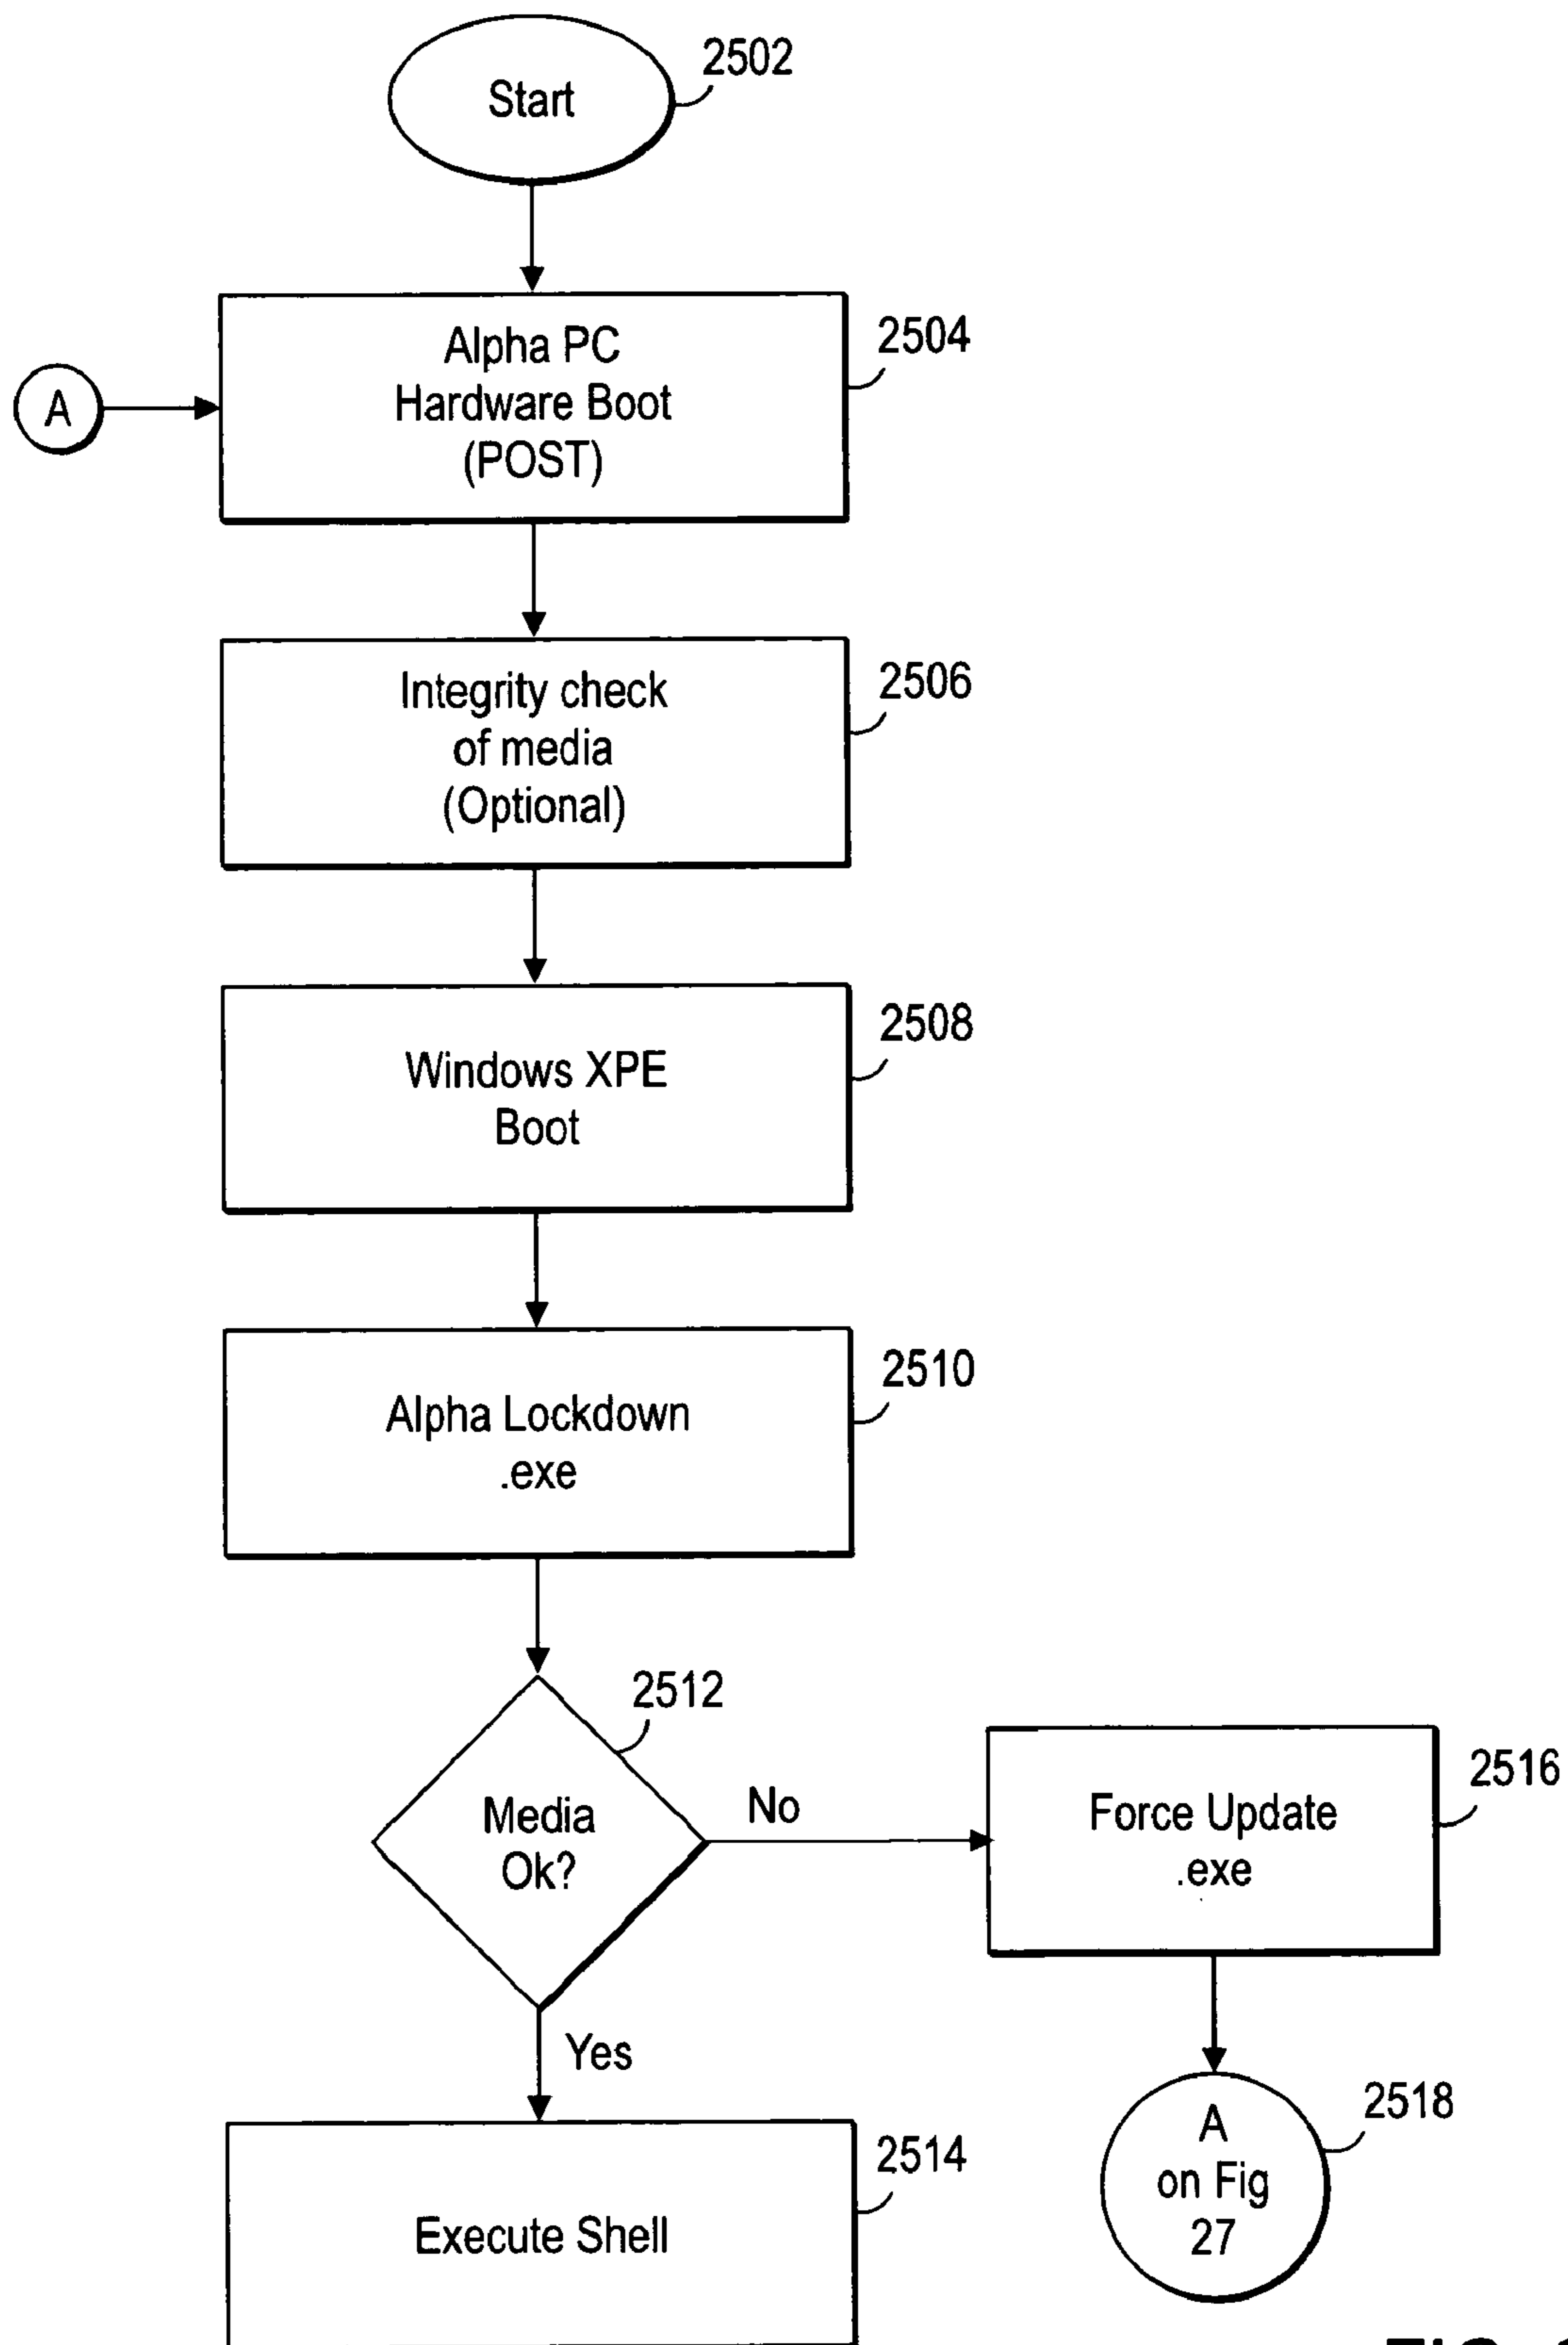 Start
2502
Alpha PC
Hardware Boot
(POST)
2504
A
Integrity check
of media
(Optional)
2506
Windows XPE
Boot
2508
Alpha Lockdown
.exe
2510
2512
Media
Ok?
No
Force Update
.exe
2516
Yes
A
on Fig
27
2518
Execute Shell
2514